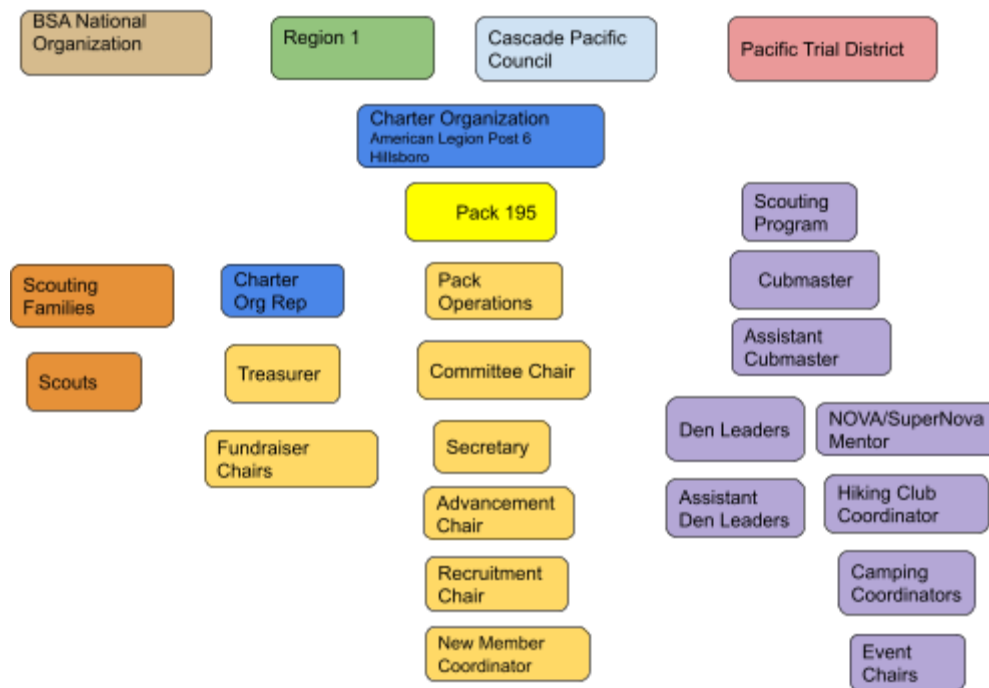 BSA National
Organization
Region 1
Cascade Pacific
Council
Pacific Trial District
Charter Organization
American Legion Post 6
Hillsboro
Pack 195
Scouting
Program
Scouting
Families
Charter
Org Rep
Pack
Operations
Cubmaster
Assistant
Cubmaster
Scouts
Treasurer
Committee Chair
Den Leaders
NOVA/SuperNova
Mentor
Fundraiser
Chairs
Secretary
Assistant
Den Leaders
Hiking Club
Coordinator
Advancement
Chair
Recruitment
Chair
Camping
Coordinators
New Member
Coordinator
Event
Chairs